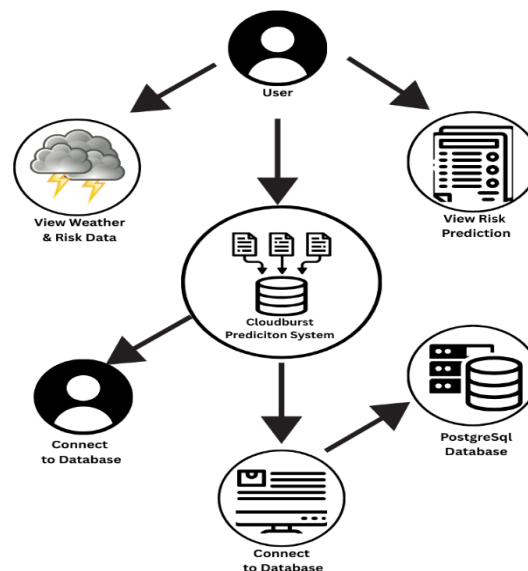 User
View Weather
& Risk Data
View Risk
Prediction
Cloudburst
Prediciton System
Connect
to Database
PostgreSql
Database
Connect
to Database